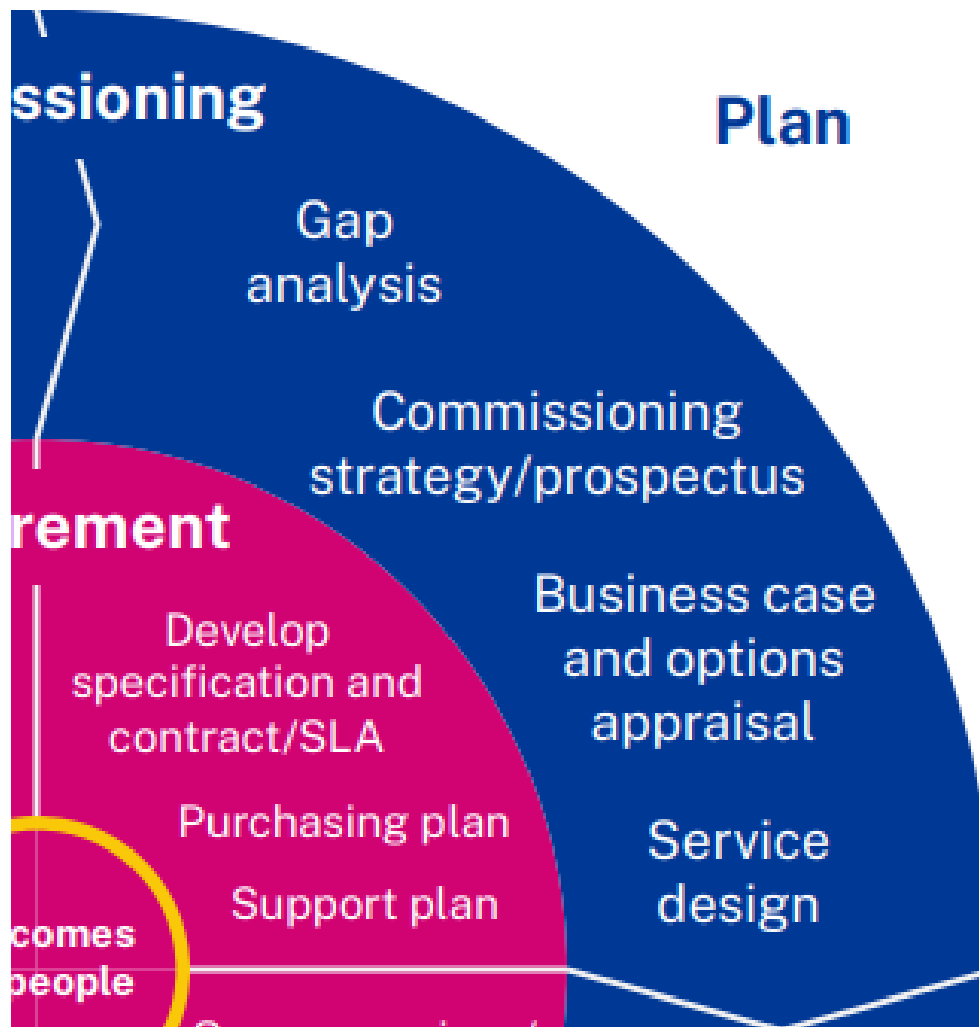 ssioning
Plan
Gap
analysis
Commissioning
strategy/prospectus
rement
Business case
and options
appraisal
Develop
specification and
contract/SLA
Purchasing plan
Service
design
Support plan
comes
people